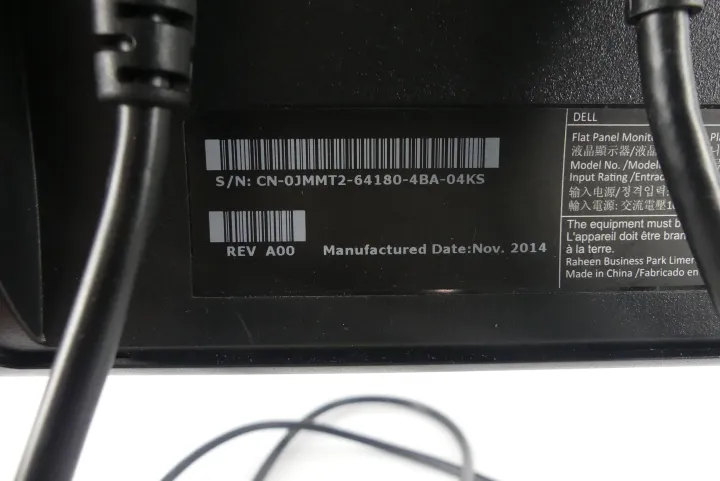 S/N: CN-0JMMT2-64180-4BA-04KS
REV A00
Manufactured Date:Nov. 2014
DELL
Flat Panel Monito
液晶顯示器/液晶
Model No. /Model
Input Rating /Entrad
输入电源/정격입력:
輸入電源: 交流電壓1
The equipment must b
L'appareil doit être bran
à la terre.
Raheen Business Park Limer
Made in China /Fabricado en